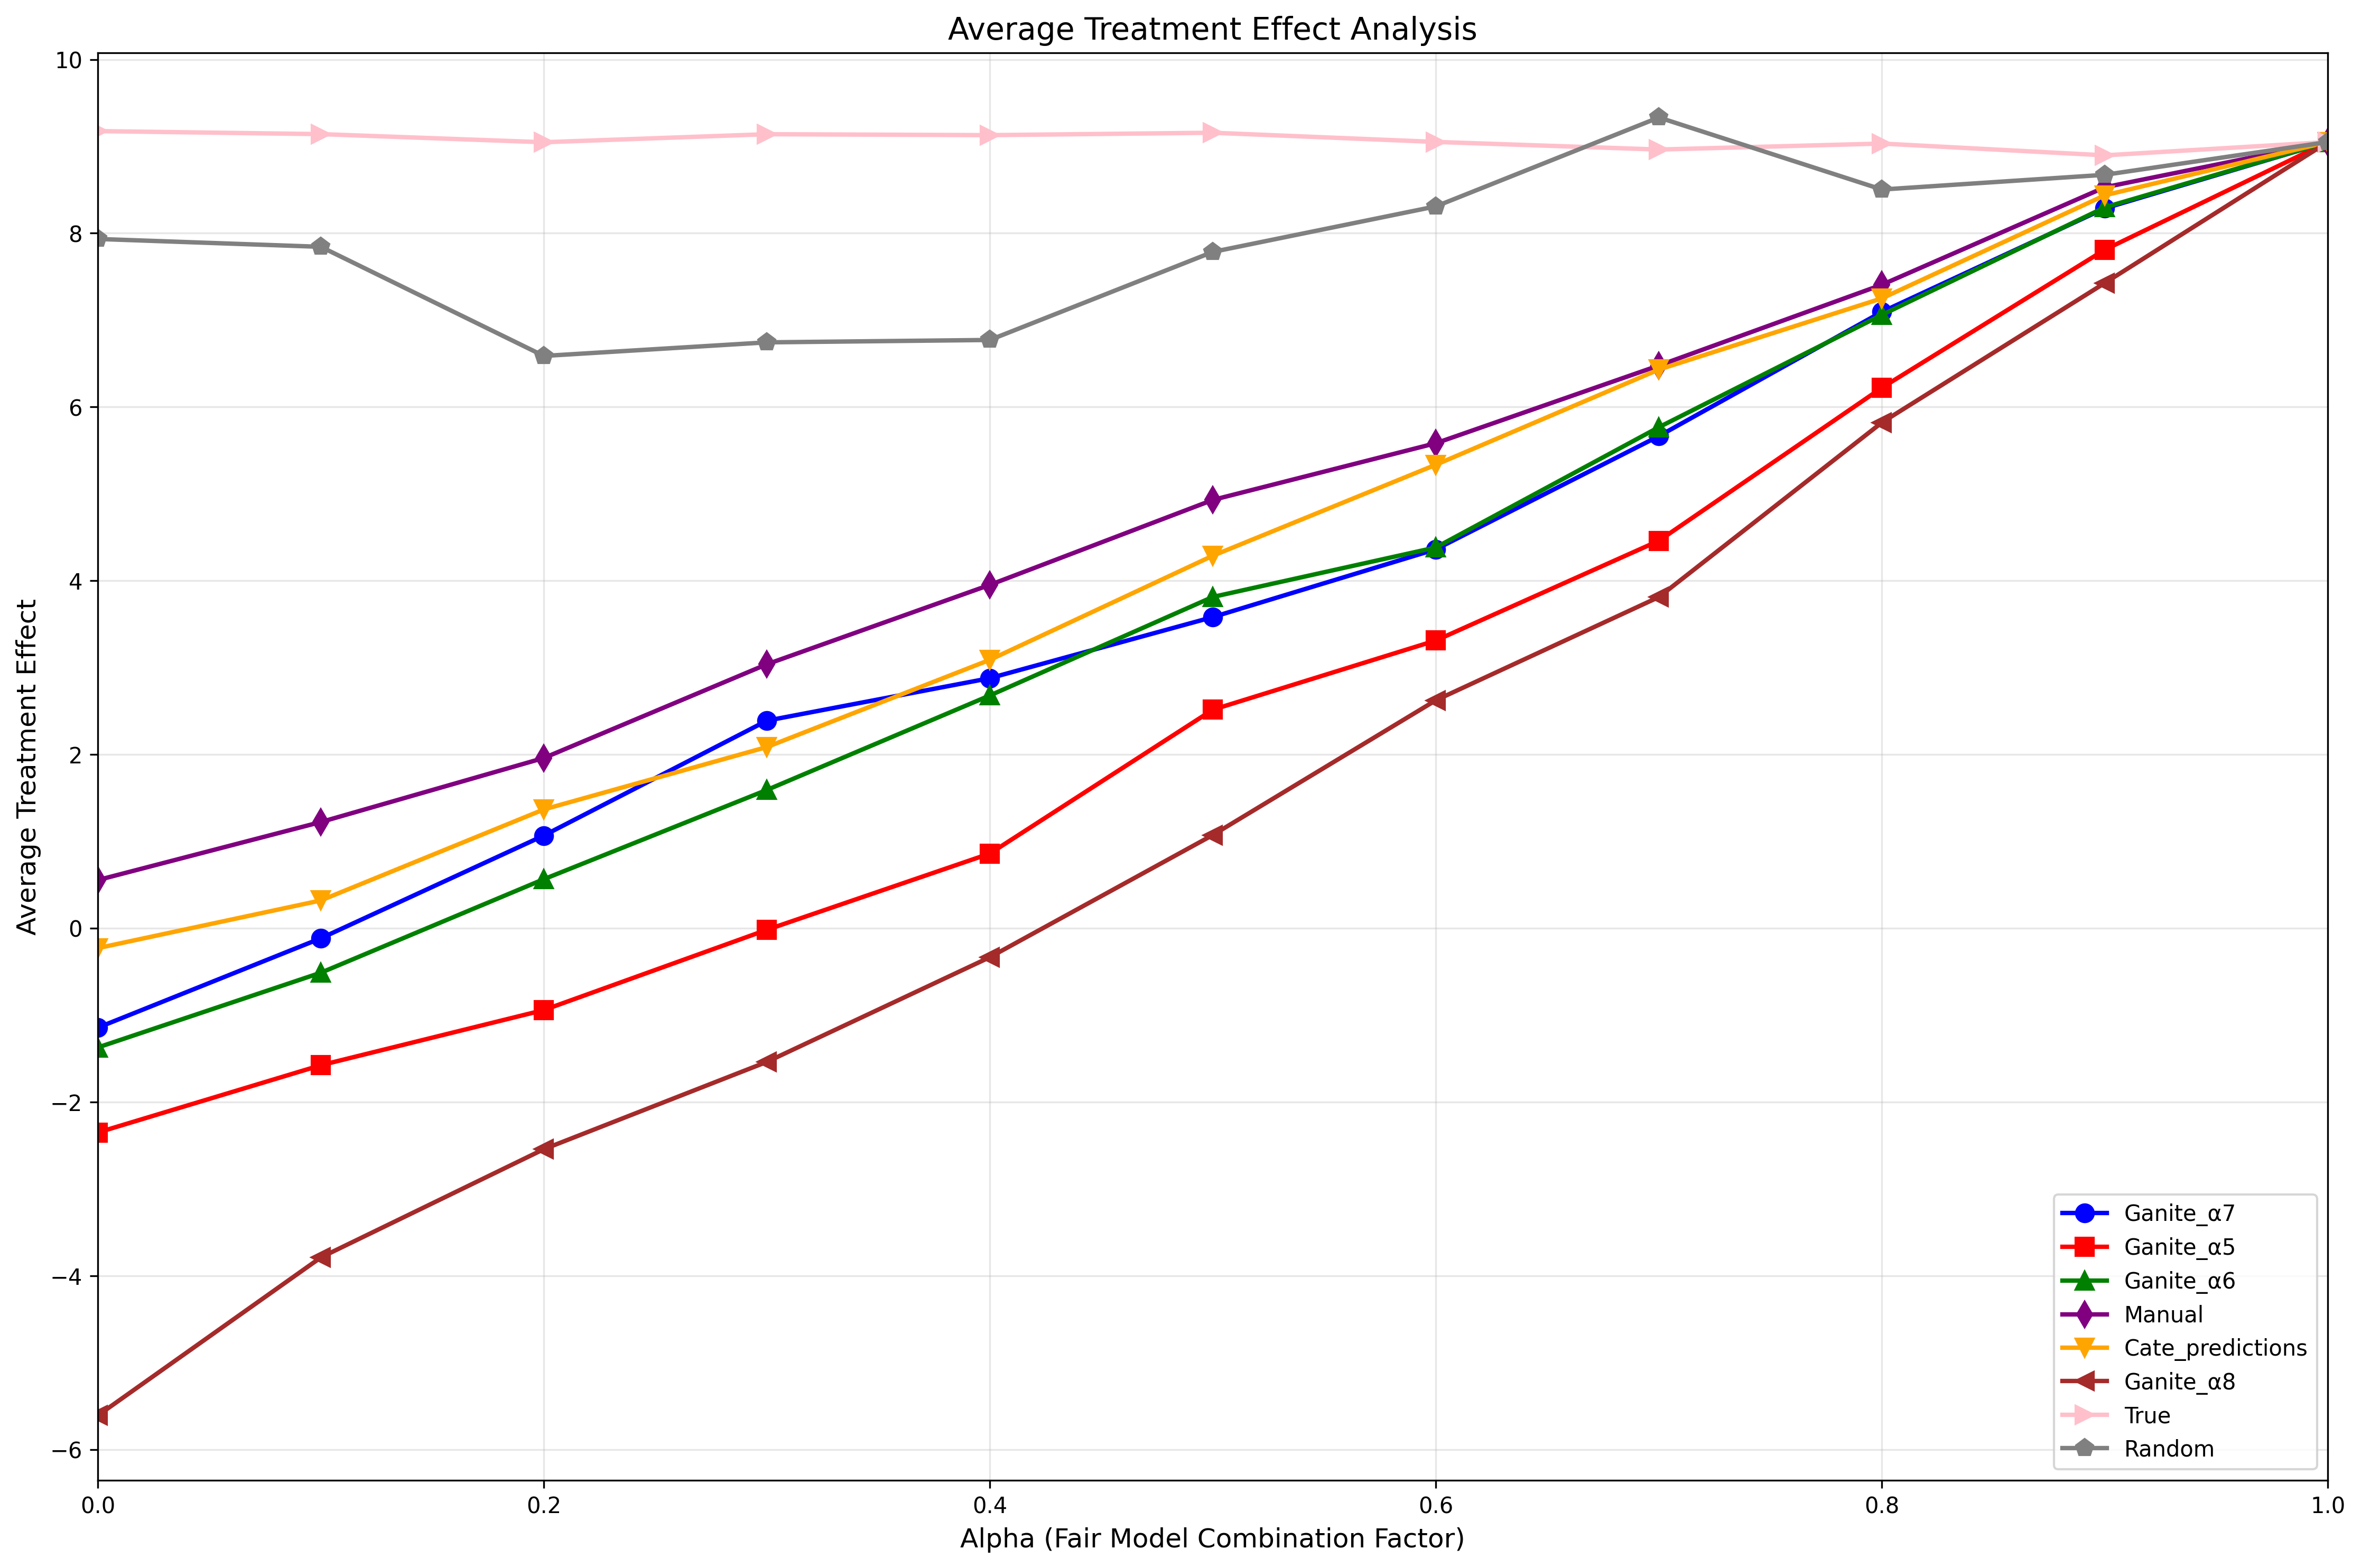 Average Treatment Effect Analysis
10
8
6
4
2
0
−2
−4
−6
Average Treatment Effect
0.0
0.2
0.4
0.6
0.8
1.0
Alpha (Fair Model Combination Factor)
Ganite_α7
Ganite_α5
Ganite_α6
Manual
Cate_predictions
Ganite_α8
True
Random